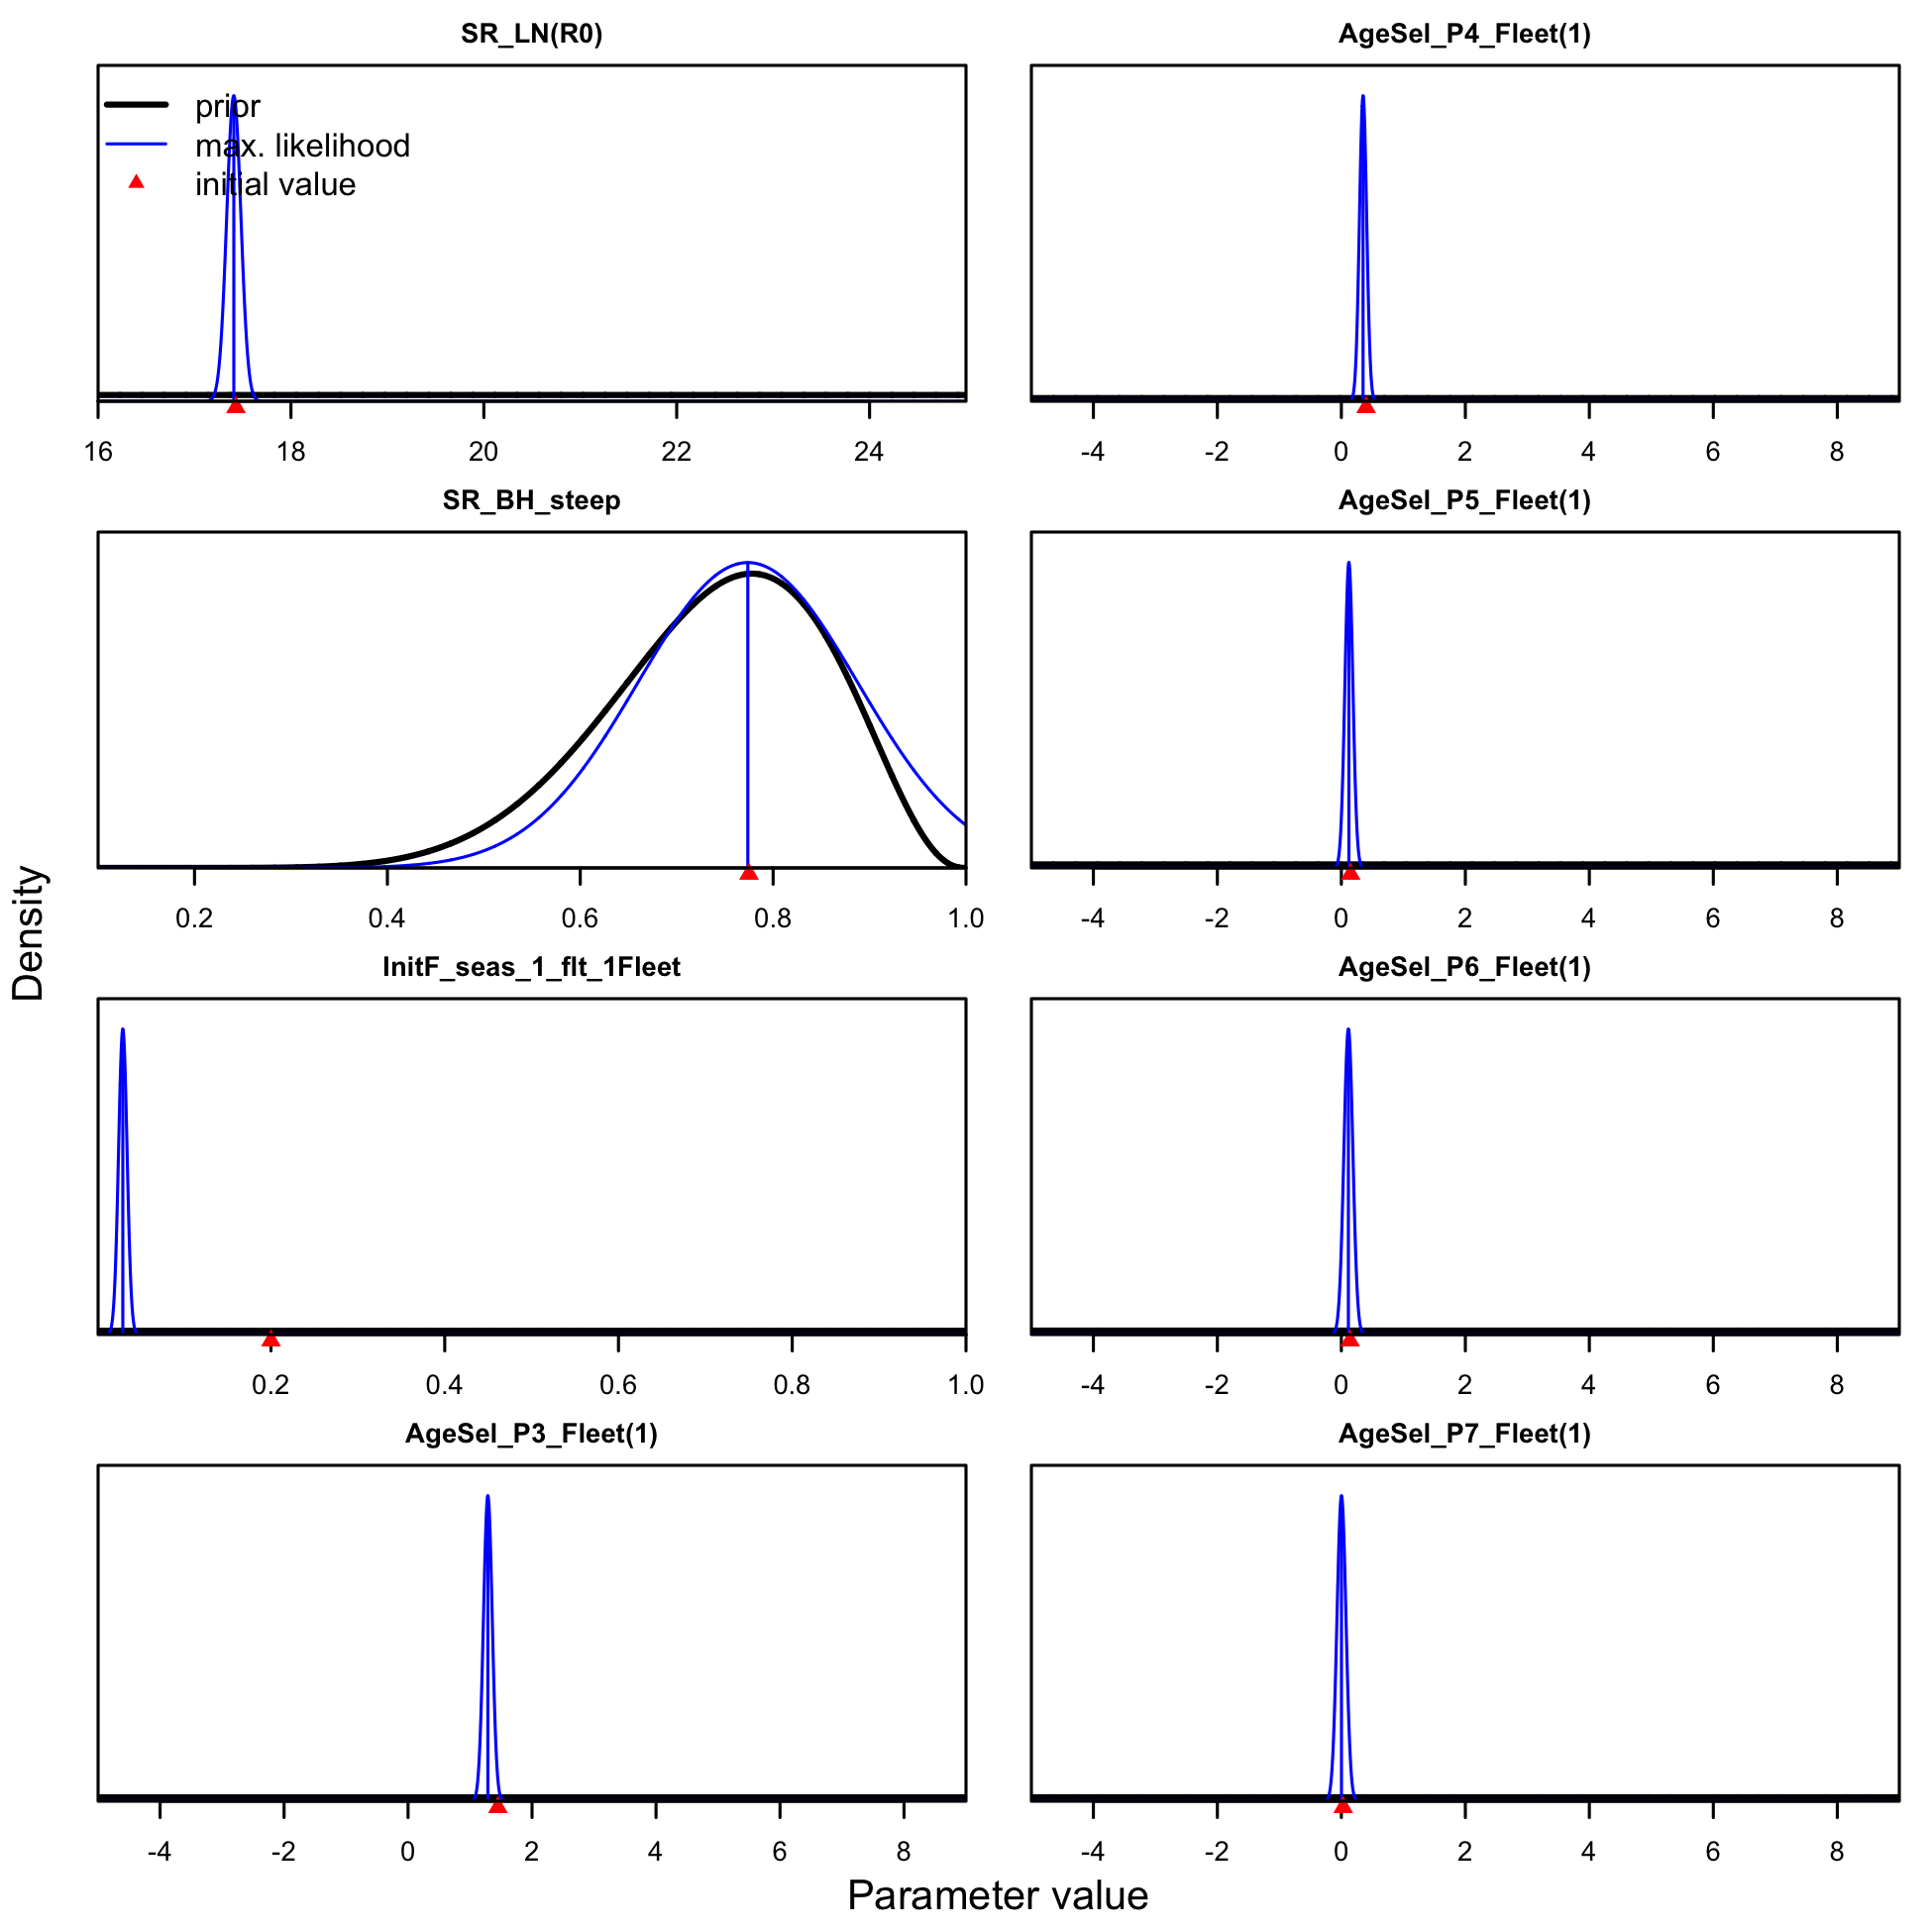 SR_LN(R0)
prior
max. likelihood
initial value
16 18 20 22 24
SR_BH_steep
0.2 0.4 0.6 0.8 1.0
InitF_seas_1_flt_1Fleet
0.2 0.4 0.6 0.8 1.0
AgeSel_P3_Fleet(1)
-4 -2 0 2 4 6 8
AgeSel_P4_Fleet(1)
-4 -2 0 2 4 6 8
AgeSel_P5_Fleet(1)
-4 -2 0 2 4 6 8
AgeSel_P6_Fleet(1)
-4 -2 0 2 4 6 8
AgeSel_P7_Fleet(1)
-4 -2 0 2 4 6 8
Density
Parameter value